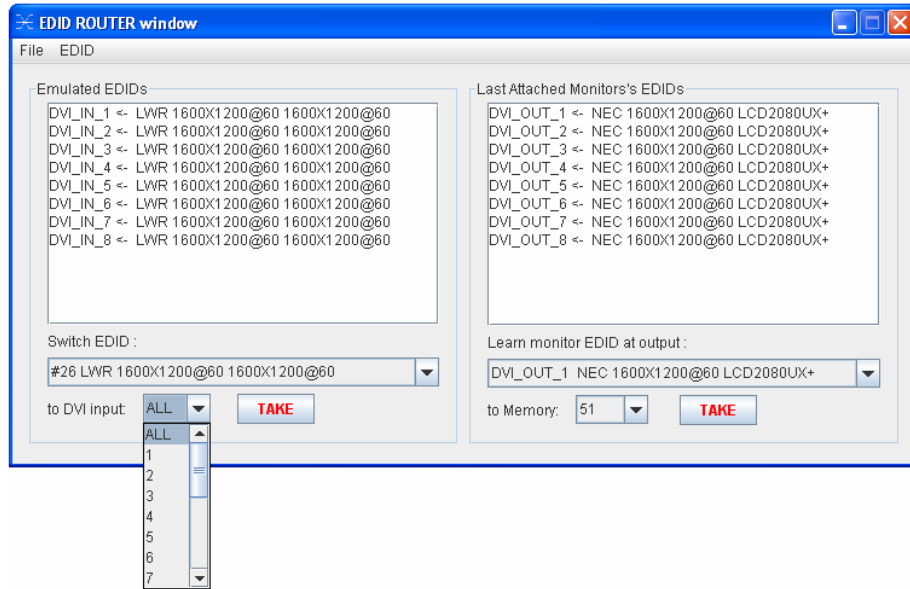 EDID ROUTER window
File EDID
Emulated EDIDs
DVI_IN_1 <- LWR 1600X1200@60 1600X1200@60
DVI_IN_2 <- LWR 1600X1200@60 1600X1200@60
DVI_IN_3 <- LWR 1600X1200@60 1600X1200@60
DVI_IN_4 <- LWR 1600X1200@60 1600X1200@60
DVI_IN_5 <- LWR 1600X1200@60 1600X1200@60
DVI_IN_6 <- LWR 1600X1200@60 1600X1200@60
DVI_IN_7 <- LWR 1600X1200@60 1600X1200@60
DVI_IN_8 <- LWR 1600X1200@60 1600X1200@60
Switch EDID :
#26 LWR 1600X1200@60 1600X1200@60
to DVI input: ALL TAKE
ALL
1
2
3
4
5
6
7
Last Attached Monitors's EDIDs
DVI_OUT_1 <- NEC 1600X1200@60 LCD2080UX+
DVI_OUT_2 <- NEC 1600X1200@60 LCD2080UX+
DVI_OUT_3 <- NEC 1600X1200@60 LCD2080UX+
DVI_OUT_4 <- NEC 1600X1200@60 LCD2080UX+
DVI_OUT_5 <- NEC 1600X1200@60 LCD2080UX+
DVI_OUT_6 <- NEC 1600X1200@60 LCD2080UX+
DVI_OUT_7 <- NEC 1600X1200@60 LCD2080UX+
DVI_OUT_8 <- NEC 1600X1200@60 LCD2080UX+
Learn monitor EDID at output :
DVI_OUT_1 NEC 1600X1200@60 LCD2080UX+
to Memory: 51 TAKE